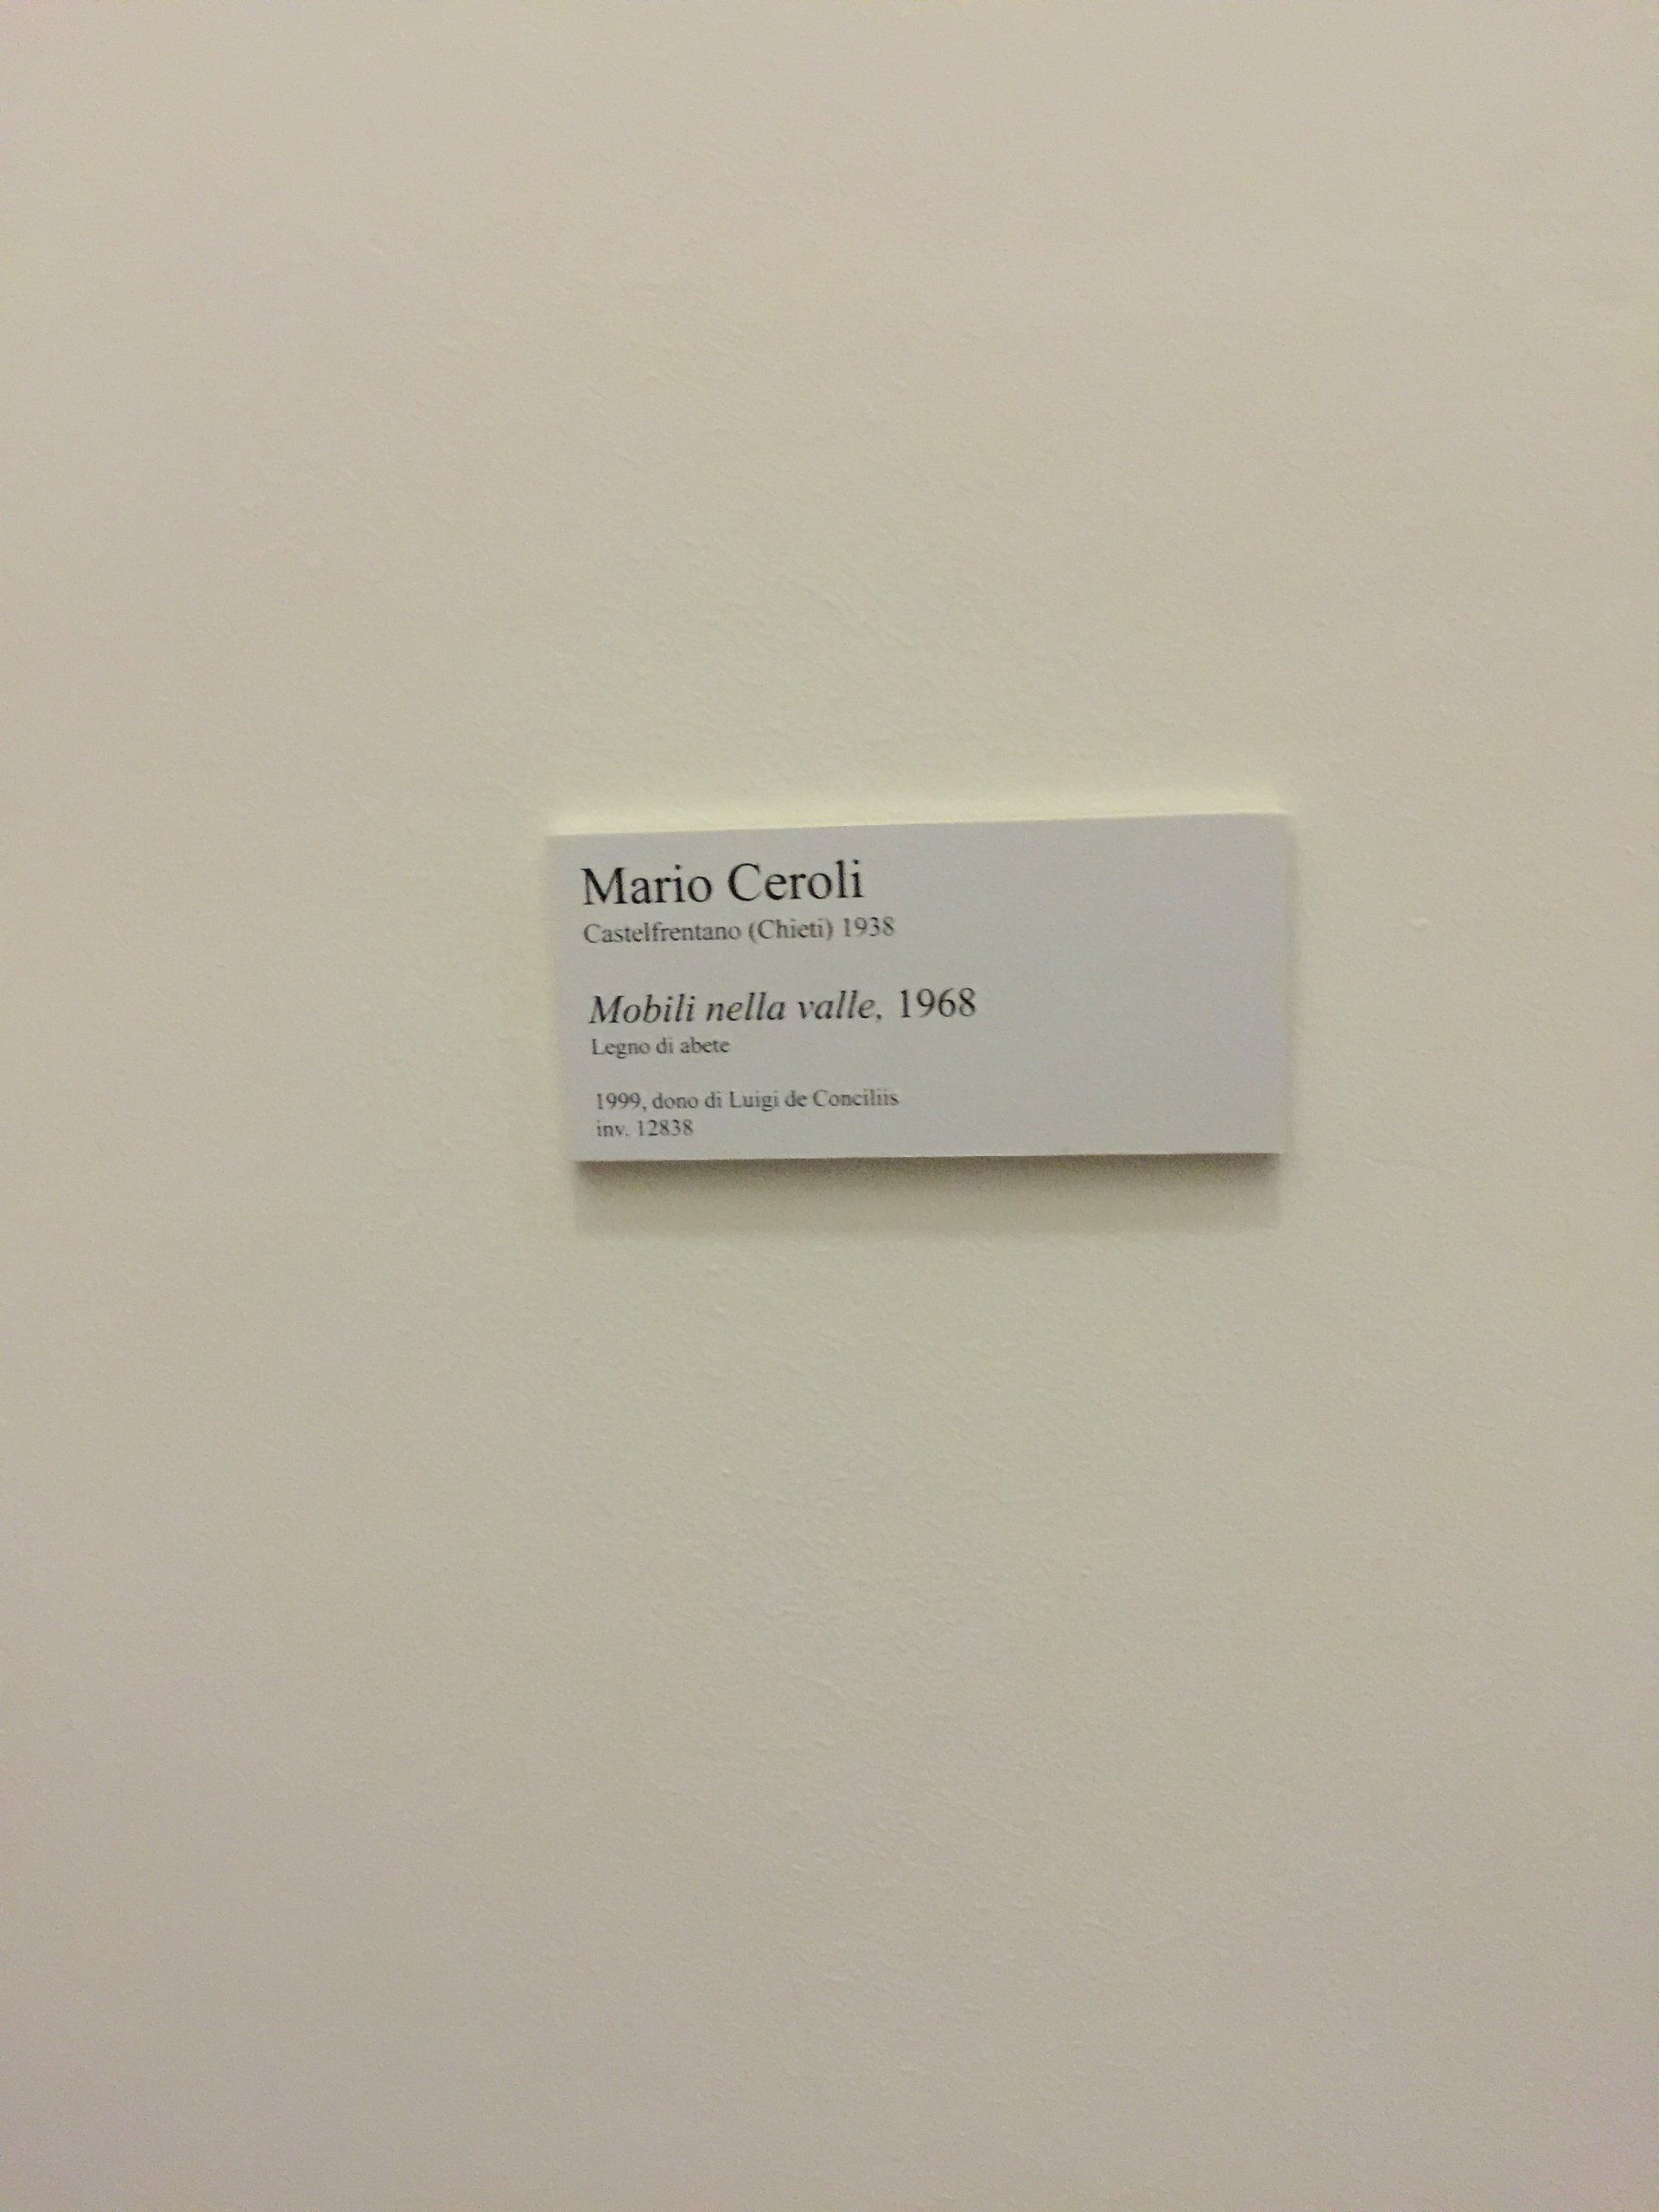 Mario Ceroli
Castelfrentano (Chieti) 1938
Mobili nella valle, 1968
Legno di abete
1999, dono di Luigi de Conciliis
inv. 12838